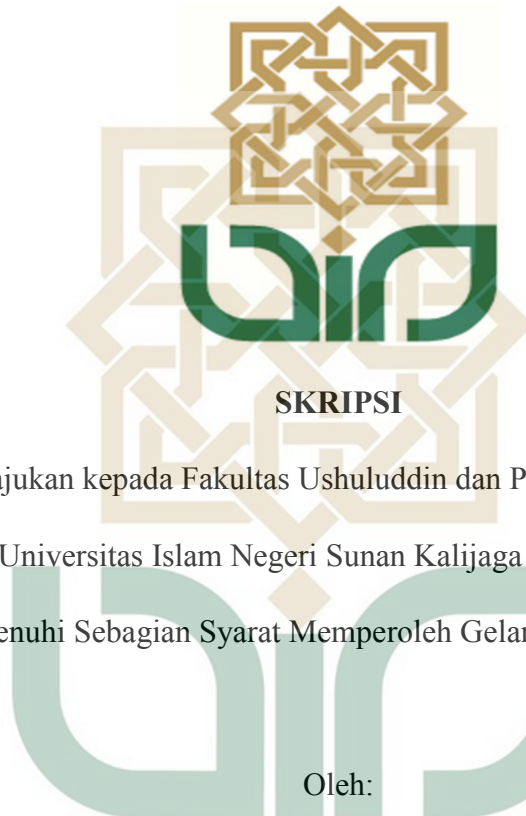 SKRIPSI
ajukan kepada Fakultas Ushuluddin dan P
Universitas Islam Negeri Sunan Kalijaga
enuhi Sebagian Syarat Memperoleh Gelar
Oleh: